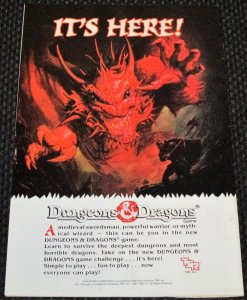 IT'S HERE!
Dungeons & Dragons®
Game
A medieval swordsman, powerful warrior, or myth-
ical wizard — this can be you in the new
DUNGEONS & DRAGONS® game.
Learn to survive the deepest dungeons and most
horrible dragons. Take on the new DUNGEONS &
DRAGONS game challenge . . . it's here!
Simple to play . . . fun to play . . . now
everyone can play!